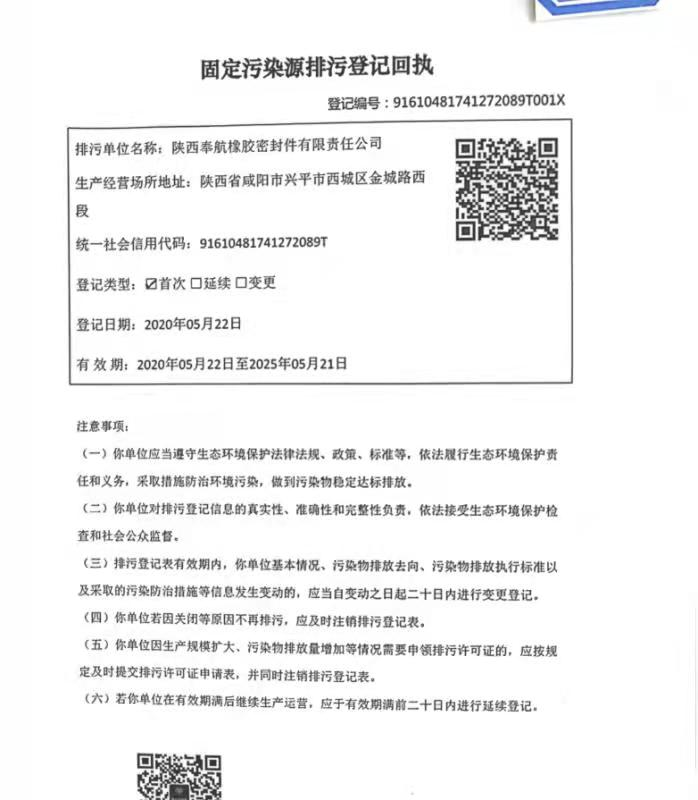 固定污染源排污登记回执
登记编号：91610481741272089T001X
排污单位名称：陕西奉航橡胶密封件有限责任公司
生产经营场所地址：陕西省咸阳市兴平市西城区金城路西
段
统一社会信用代码：91610481741272089T
登记类型：☑首次 ☐延续 ☐变更
登记日期：2020年05月22日
有 效 期：2020年05月22日至2025年05月21日
注意事项：
（一）你单位应当遵守生态环境保护法律法规、政策、标准等，依法履行生态环境保护责
任和义务，采取措施防治环境污染，做到污染物稳定达标排放。
（二）你单位对排污登记信息的真实性、准确性和完整性负责，依法接受生态环境保护检
查和社会公众监督。
（三）排污登记表有效期内，你单位基本情况、污染物排放去向、污染物排放执行标准以
及采取的污染防治措施等信息发生变动的，应当自变动之日起二十日内进行变更登记。
（四）你单位若因关闭等原因不再排污，应及时注销排污登记表。
（五）你单位因生产规模扩大、污染物排放量增加等情况需要申领排污许可证的，应按规
定及时提交排污许可证申请表，并同时注销排污登记表。
（六）若你单位在有效期满后继续生产运营，应于有效期满前二十日内进行延续登记。